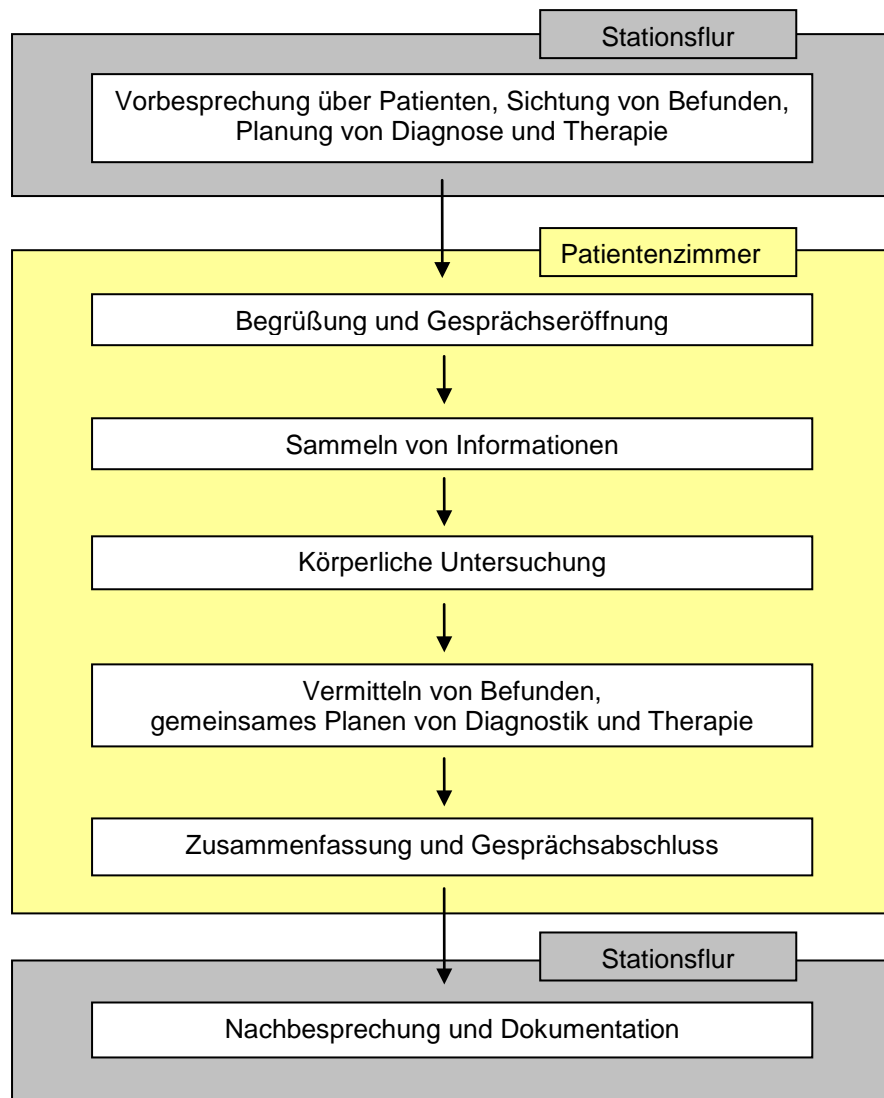 Stationsflur
Vorbesprechung über Patienten, Sichtung von Befunden,
Planung von Diagnose und Therapie
Patientenzimmer
Begrüßung und Gesprächseröffnung
Sammeln von Informationen
Körperliche Untersuchung
Vermitteln von Befunden,
gemeinsames Planen von Diagnostik und Therapie
Zusammenfassung und Gesprächsabschluss
Stationsflur
Nachbesprechung und Dokumentation